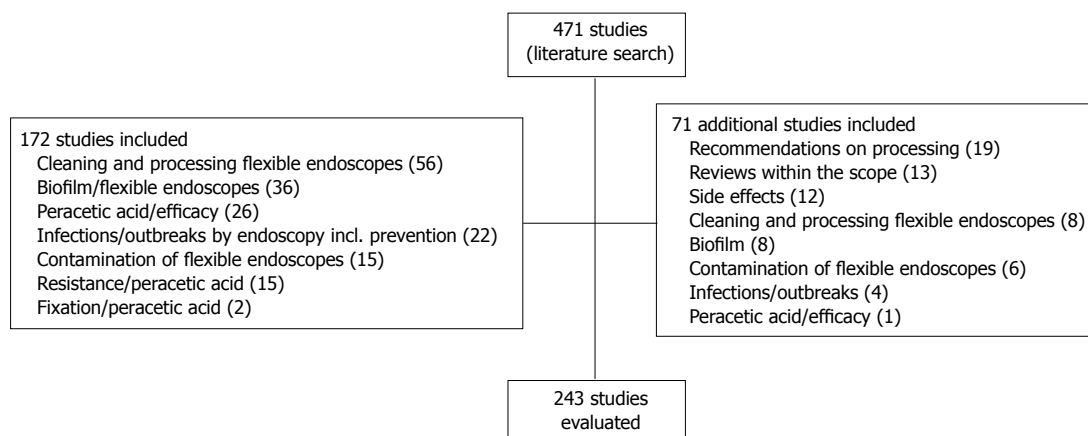 471 studies
(literature search)
172 studies included
Cleaning and processing flexible endoscopes (56)
Biofilm/flexible endoscopes (36)
Peracetic acid/efficacy (26)
Infections/outbreaks by endoscopy incl. prevention (22)
Contamination of flexible endoscopes (15)
Resistance/peracetic acid (15)
Fixation/peracetic acid (2)
71 additional studies included
Recommendations on processing (19)
Reviews within the scope (13)
Side effects (12)
Cleaning and processing flexible endoscopes (8)
Biofilm (8)
Contamination of flexible endoscopes (6)
Infections/outbreaks (4)
Peracetic acid/efficacy (1)
243 studies
evaluated